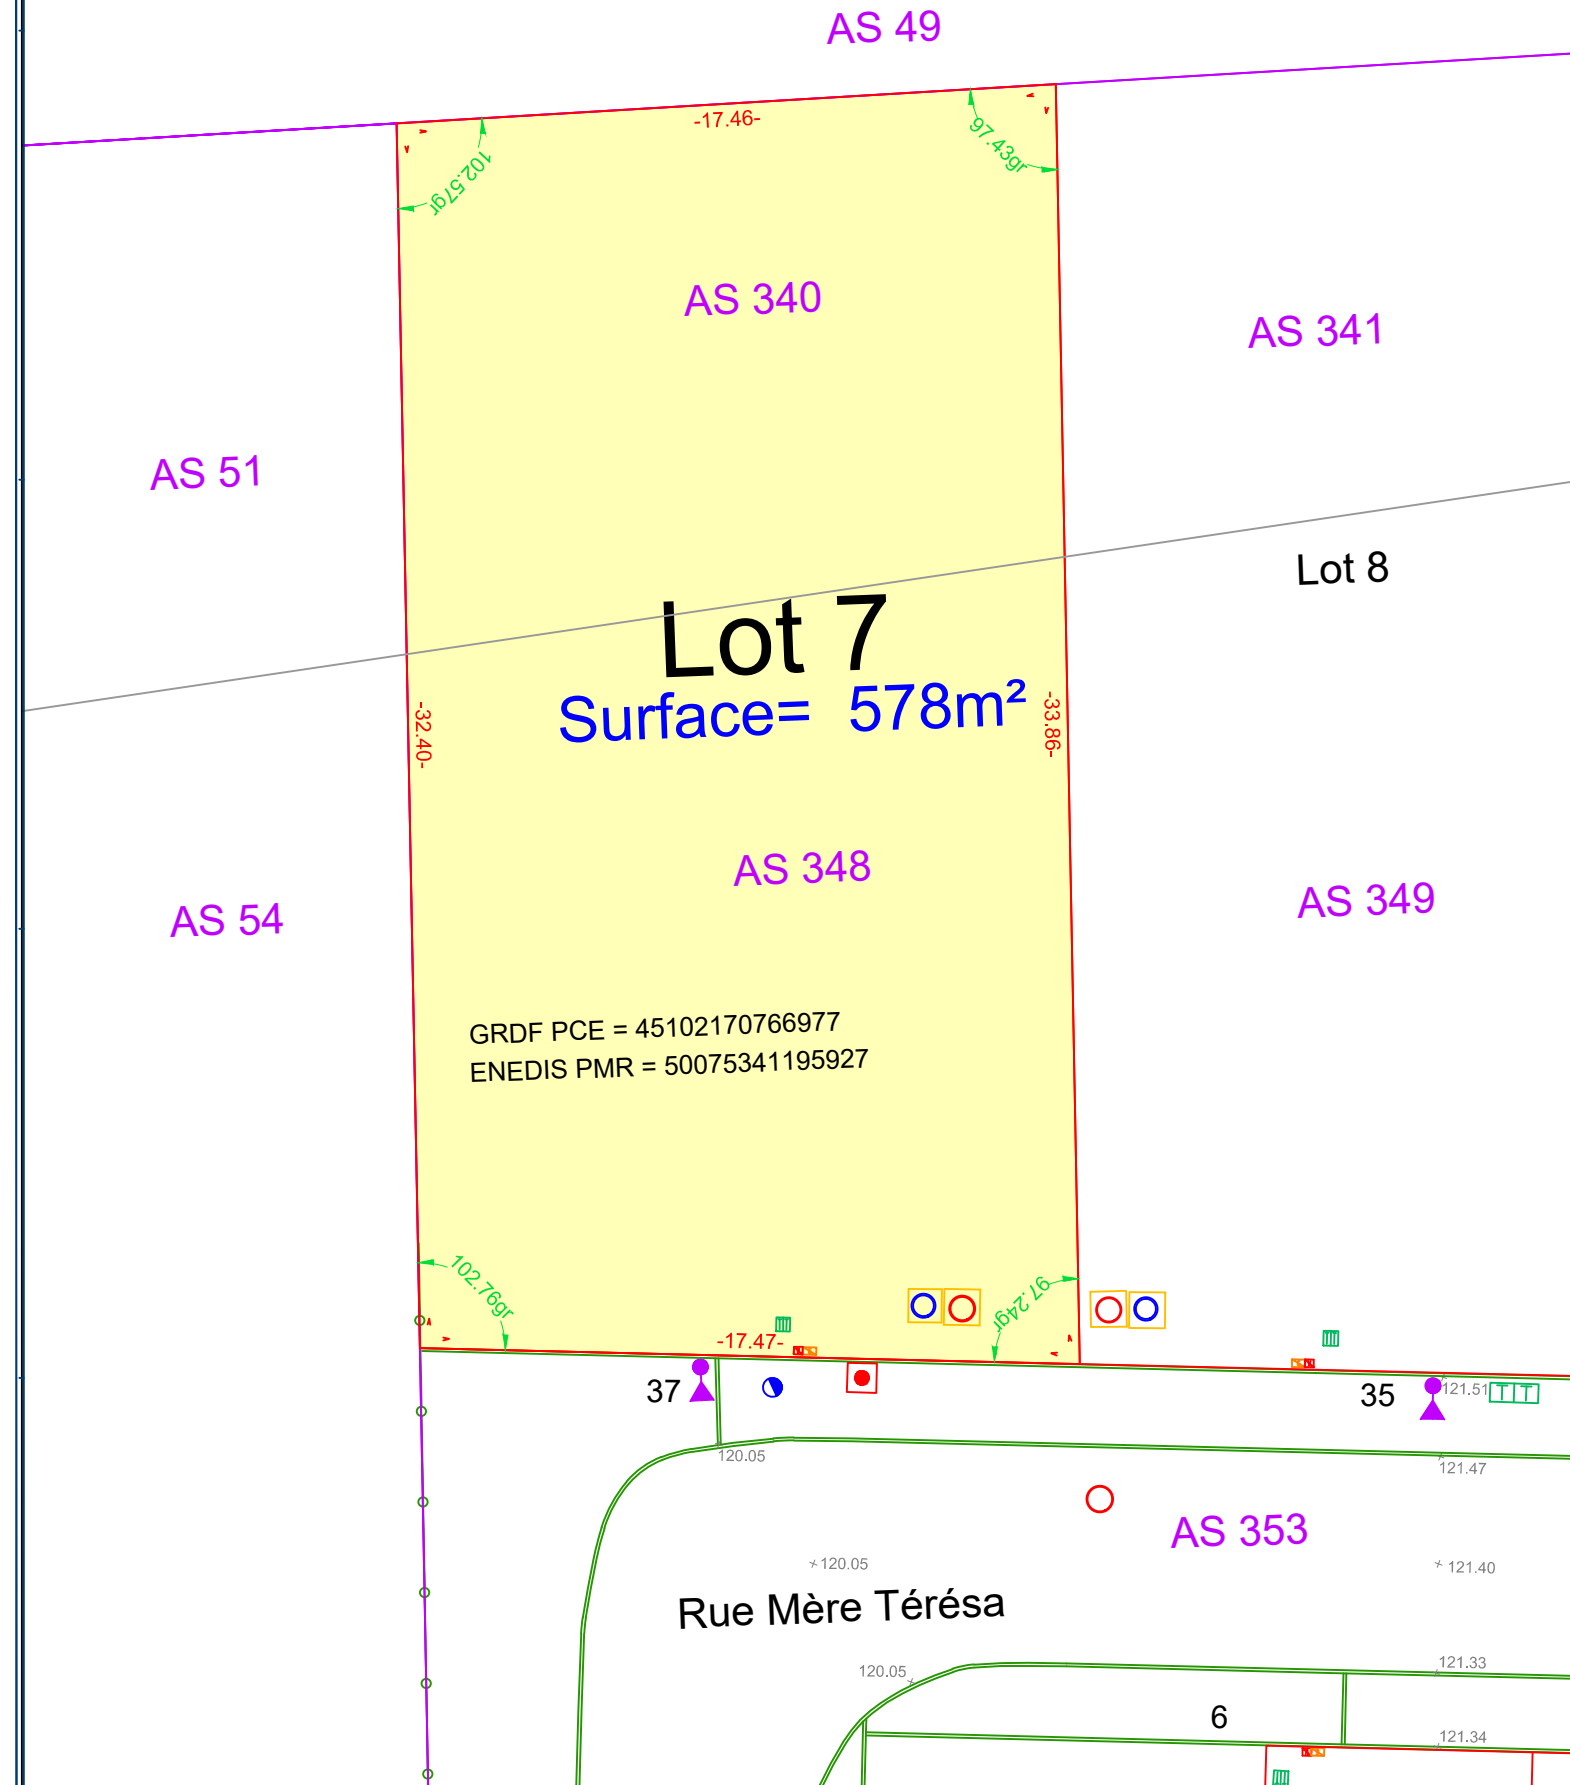 AS 49
-17.46-
102.57gr
97.43gr
AS 340
AS 341
AS 51
Lot 8
Lot 7
Surface= 578m²
-32.40-
-33.86-
AS 348
AS 349
AS 54
GRDF PCE = 45102170766977
ENEDIS PMR = 50075341195927
102.76gr
97.24gr
-17.47-
37
35
121.51
TT
120.05
121.47
AS 353
120.05
121.40
Rue Mère Térésa
120.05
121.33
6
121.34